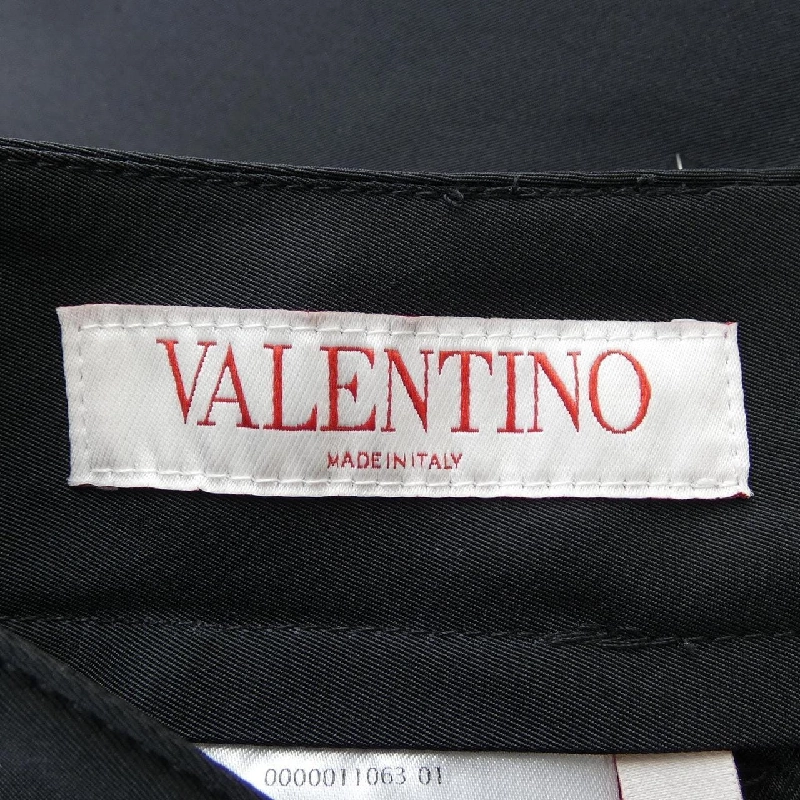 VALENTINO
MADE IN ITALY
0000011063 01